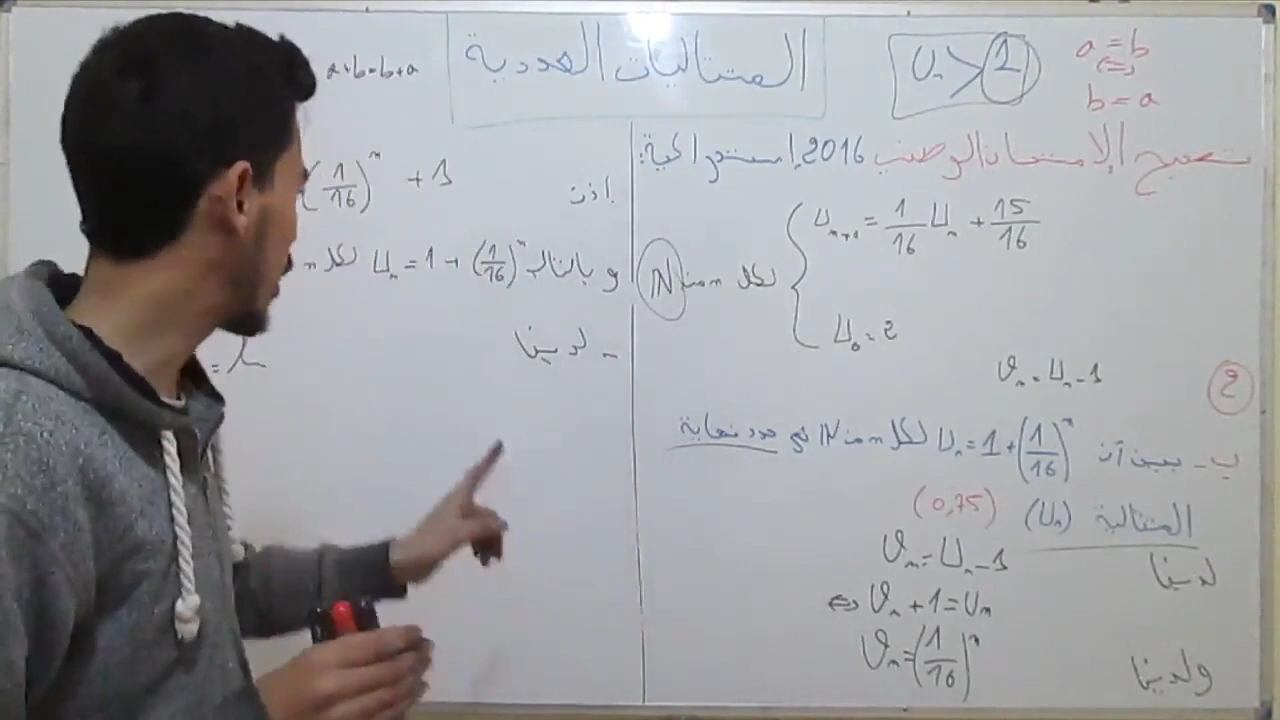 المتتاليات العددية
Uₙ > 1
a = b
⇔
b = a
a+b=b+a
تصحيح الإمتحان الوطني 2016 إستدراكية:
Uₙ₊₁ = 1/16 Uₙ + 15/16
لكل n من ℕ
U₀ = 2
vₙ = Uₙ - 1
2
ب - بين أن Uₙ = 1 + (1/16)ⁿ لكل n من ℕ
المتتالية (Uₙ) (0,75)
لدينا vₙ = Uₙ - 1
⇔ vₙ + 1 = uₙ
ولدينا vₙ = (1/16)ⁿ
إذن (1/16)ⁿ + 1
و بالتالي Uₙ = 1 + (1/16)ⁿ لكل n
- لدينا